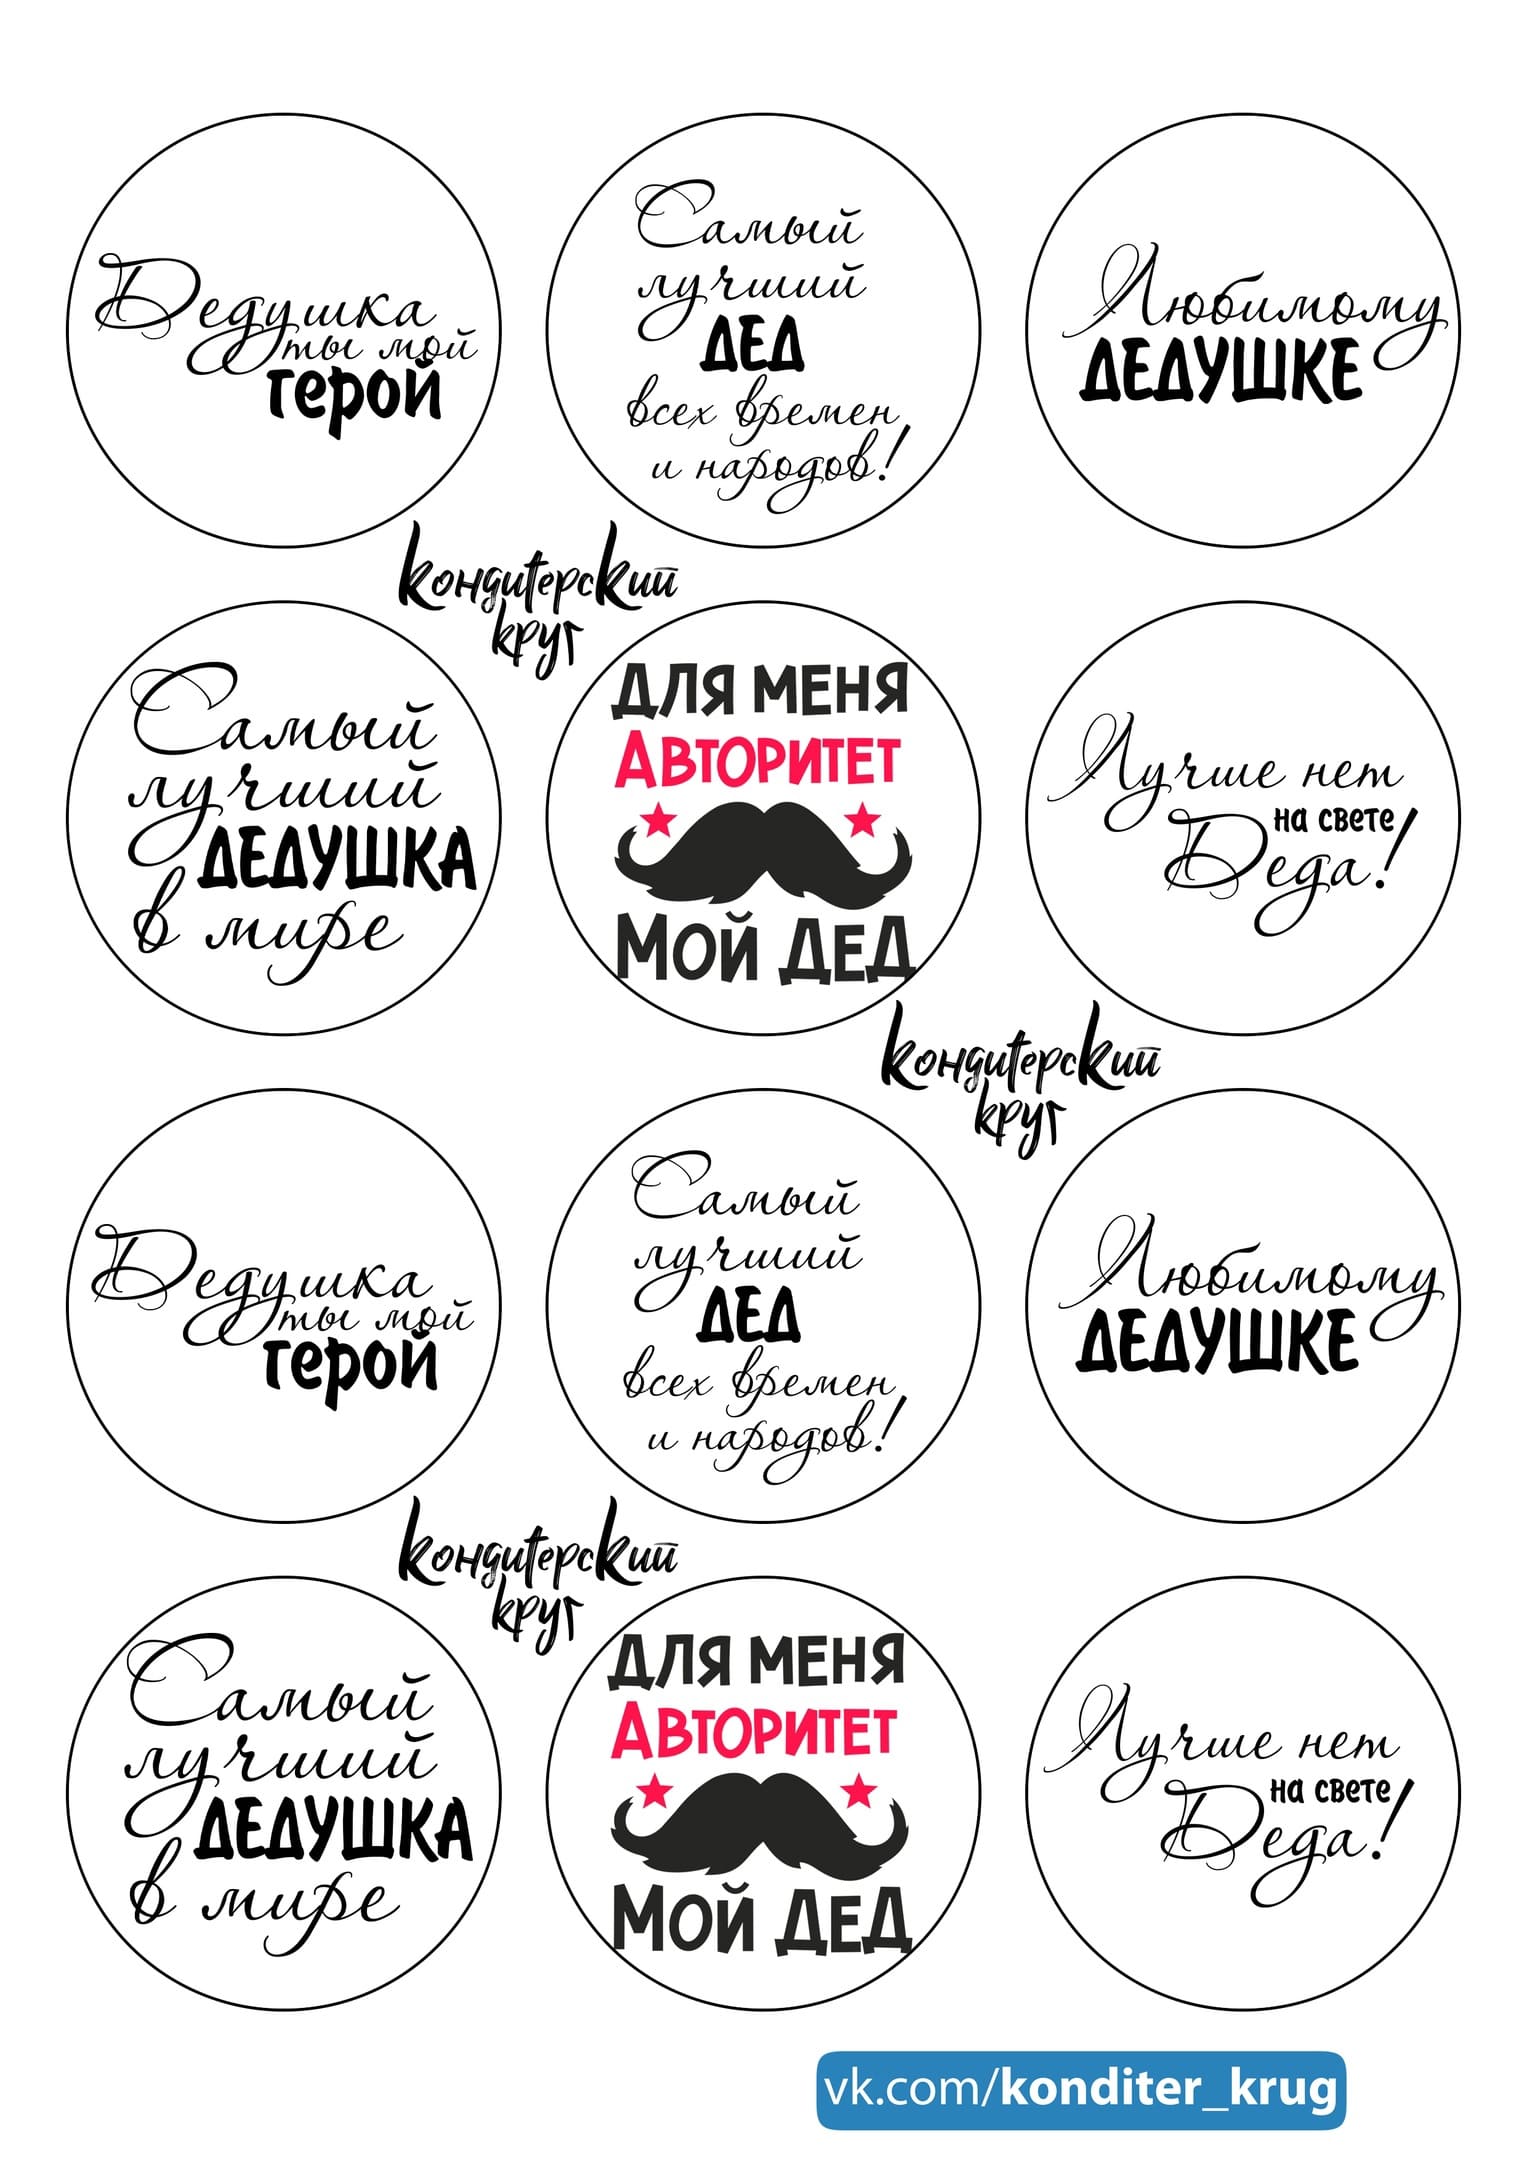 Дедушка
ты мой
герой
Самый
лучший
ДЕД
всех времен
и народов!
Любимому
ДЕДУШКЕ
кондитерский
круг
Самый
лучший
ДЕДУШКА
в мире
ДЛЯ МЕНЯ
АВТОРИТЕТ
МОЙ ДЕД
Лучше нет
на свете
Деда!
кондитерский
круг
Дедушка
ты мой
герой
Самый
лучший
ДЕД
всех времен
и народов!
Любимому
ДЕДУШКЕ
кондитерский
круг
Самый
лучший
ДЕДУШКА
в мире
ДЛЯ МЕНЯ
АВТОРИТЕТ
МОЙ ДЕД
Лучше нет
на свете
Деда!
vk.com/konditer_krug